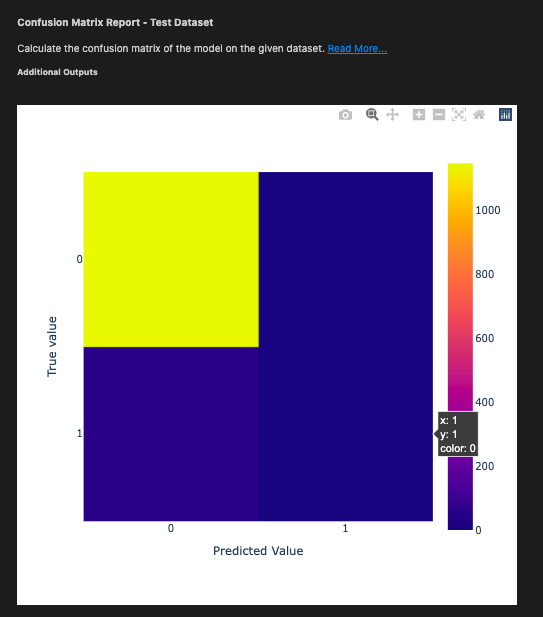 Confusion Matrix Report - Test Dataset
Calculate the confusion matrix of the model on the given dataset. Read More...
Additional Outputs
1000
0
800
True value
600
400
1
x: 1
y: 1
color: 0
200
0
0 1
Predicted Value